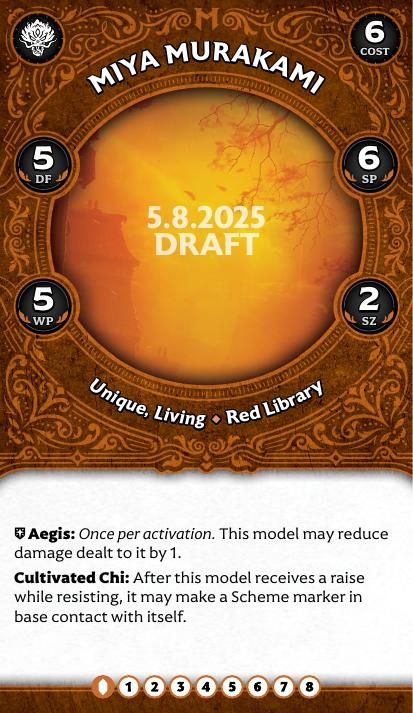 6
COST
MIYA MURAKAMI
5
DF
6
SP
5.8.2025
DRAFT
5
WP
2
SZ
Unique, Living ◆ Red Library
Aegis: Once per activation. This model may reduce
damage dealt to it by 1.
Cultivated Chi: After this model receives a raise
while resisting, it may make a Scheme marker in
base contact with itself.
1 2 3 4 5 6 7 8